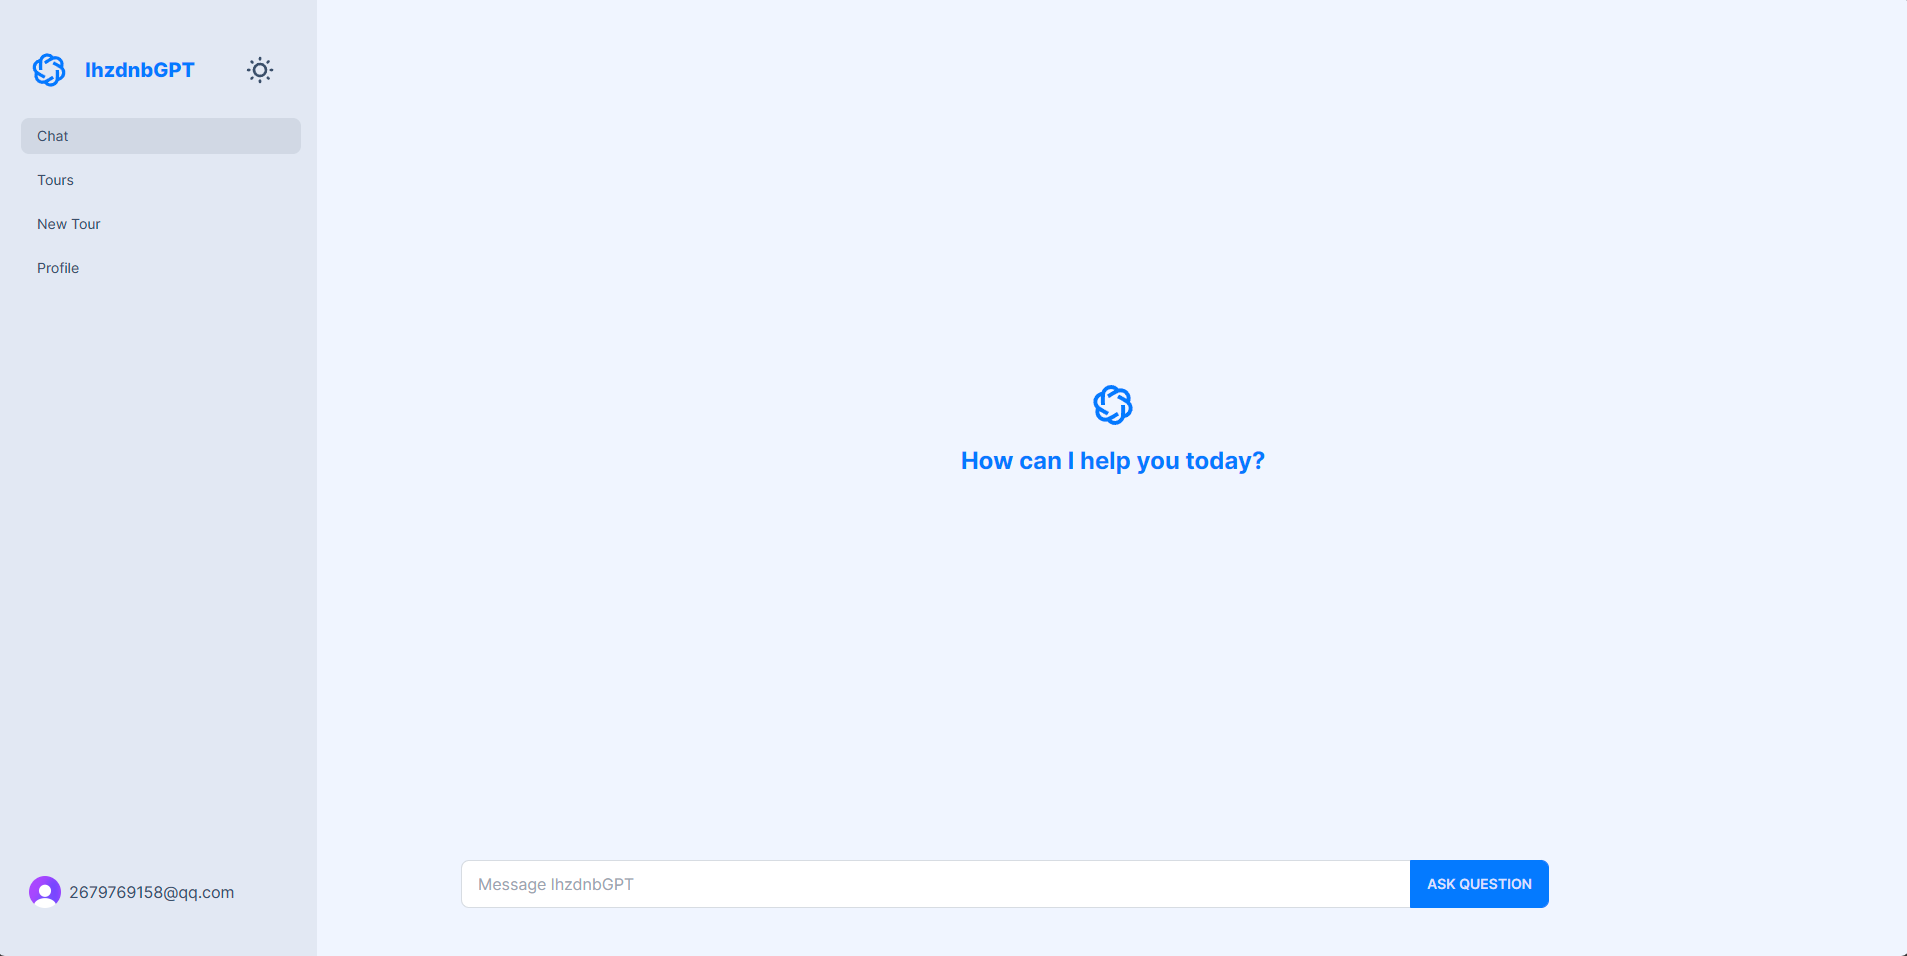 lhzdnbGPT
Chat
Tours
New Tour
Profile
How can I help you today?
Message lhzdnbGPT
ASK QUESTION
2679769158@qq.com